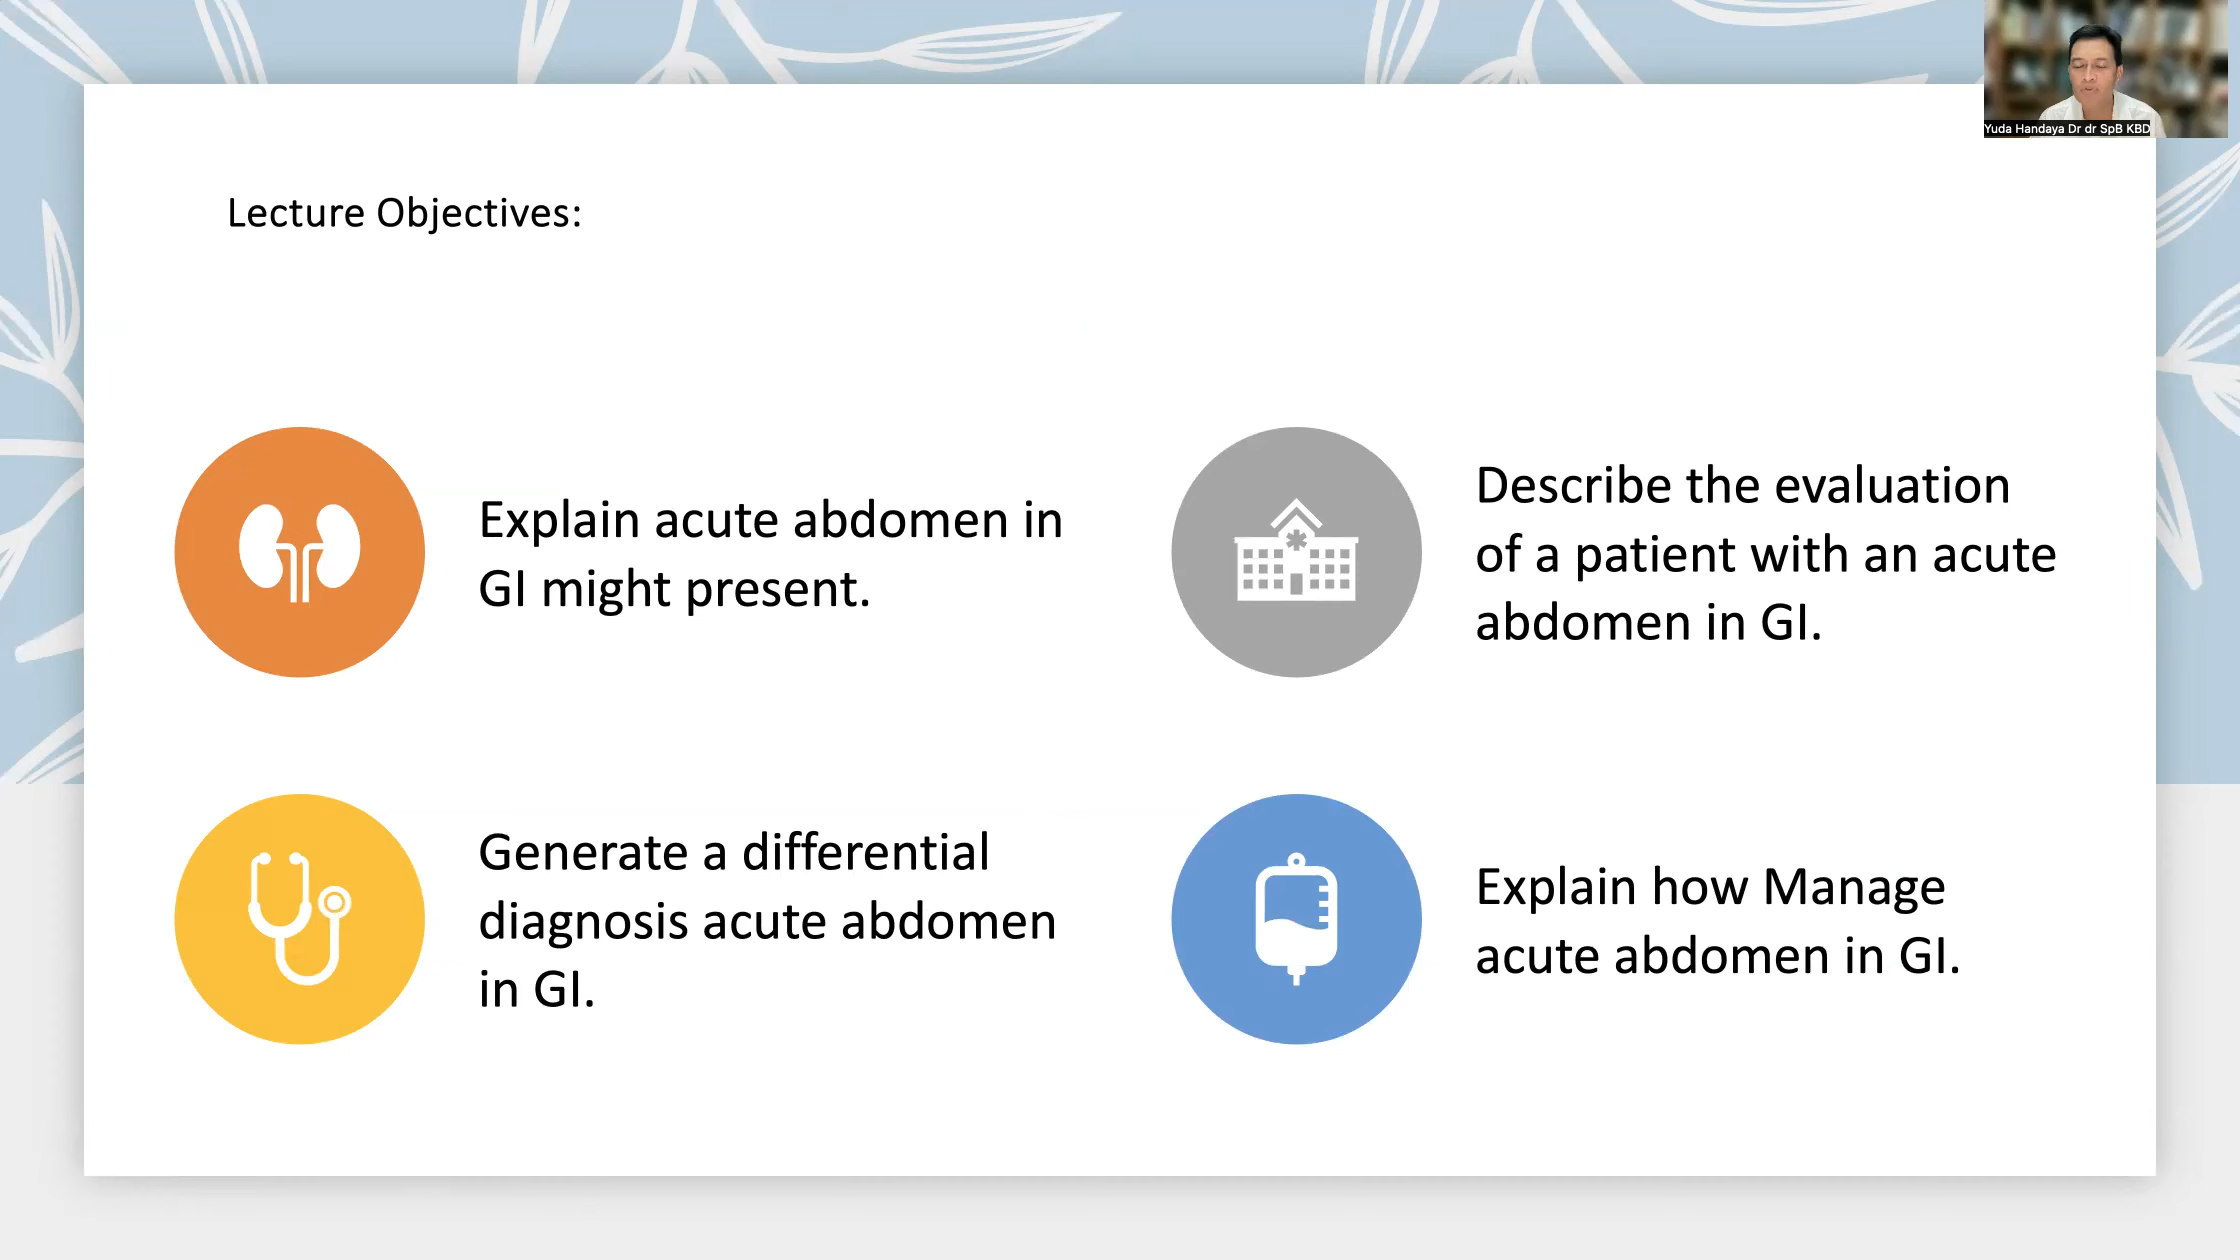 Yuda Handaya Dr dr SpB KBD
Lecture Objectives:
Explain acute abdomen in
GI might present.
Describe the evaluation
of a patient with an acute
abdomen in GI.
Generate a differential
diagnosis acute abdomen
in GI.
Explain how Manage
acute abdomen in GI.